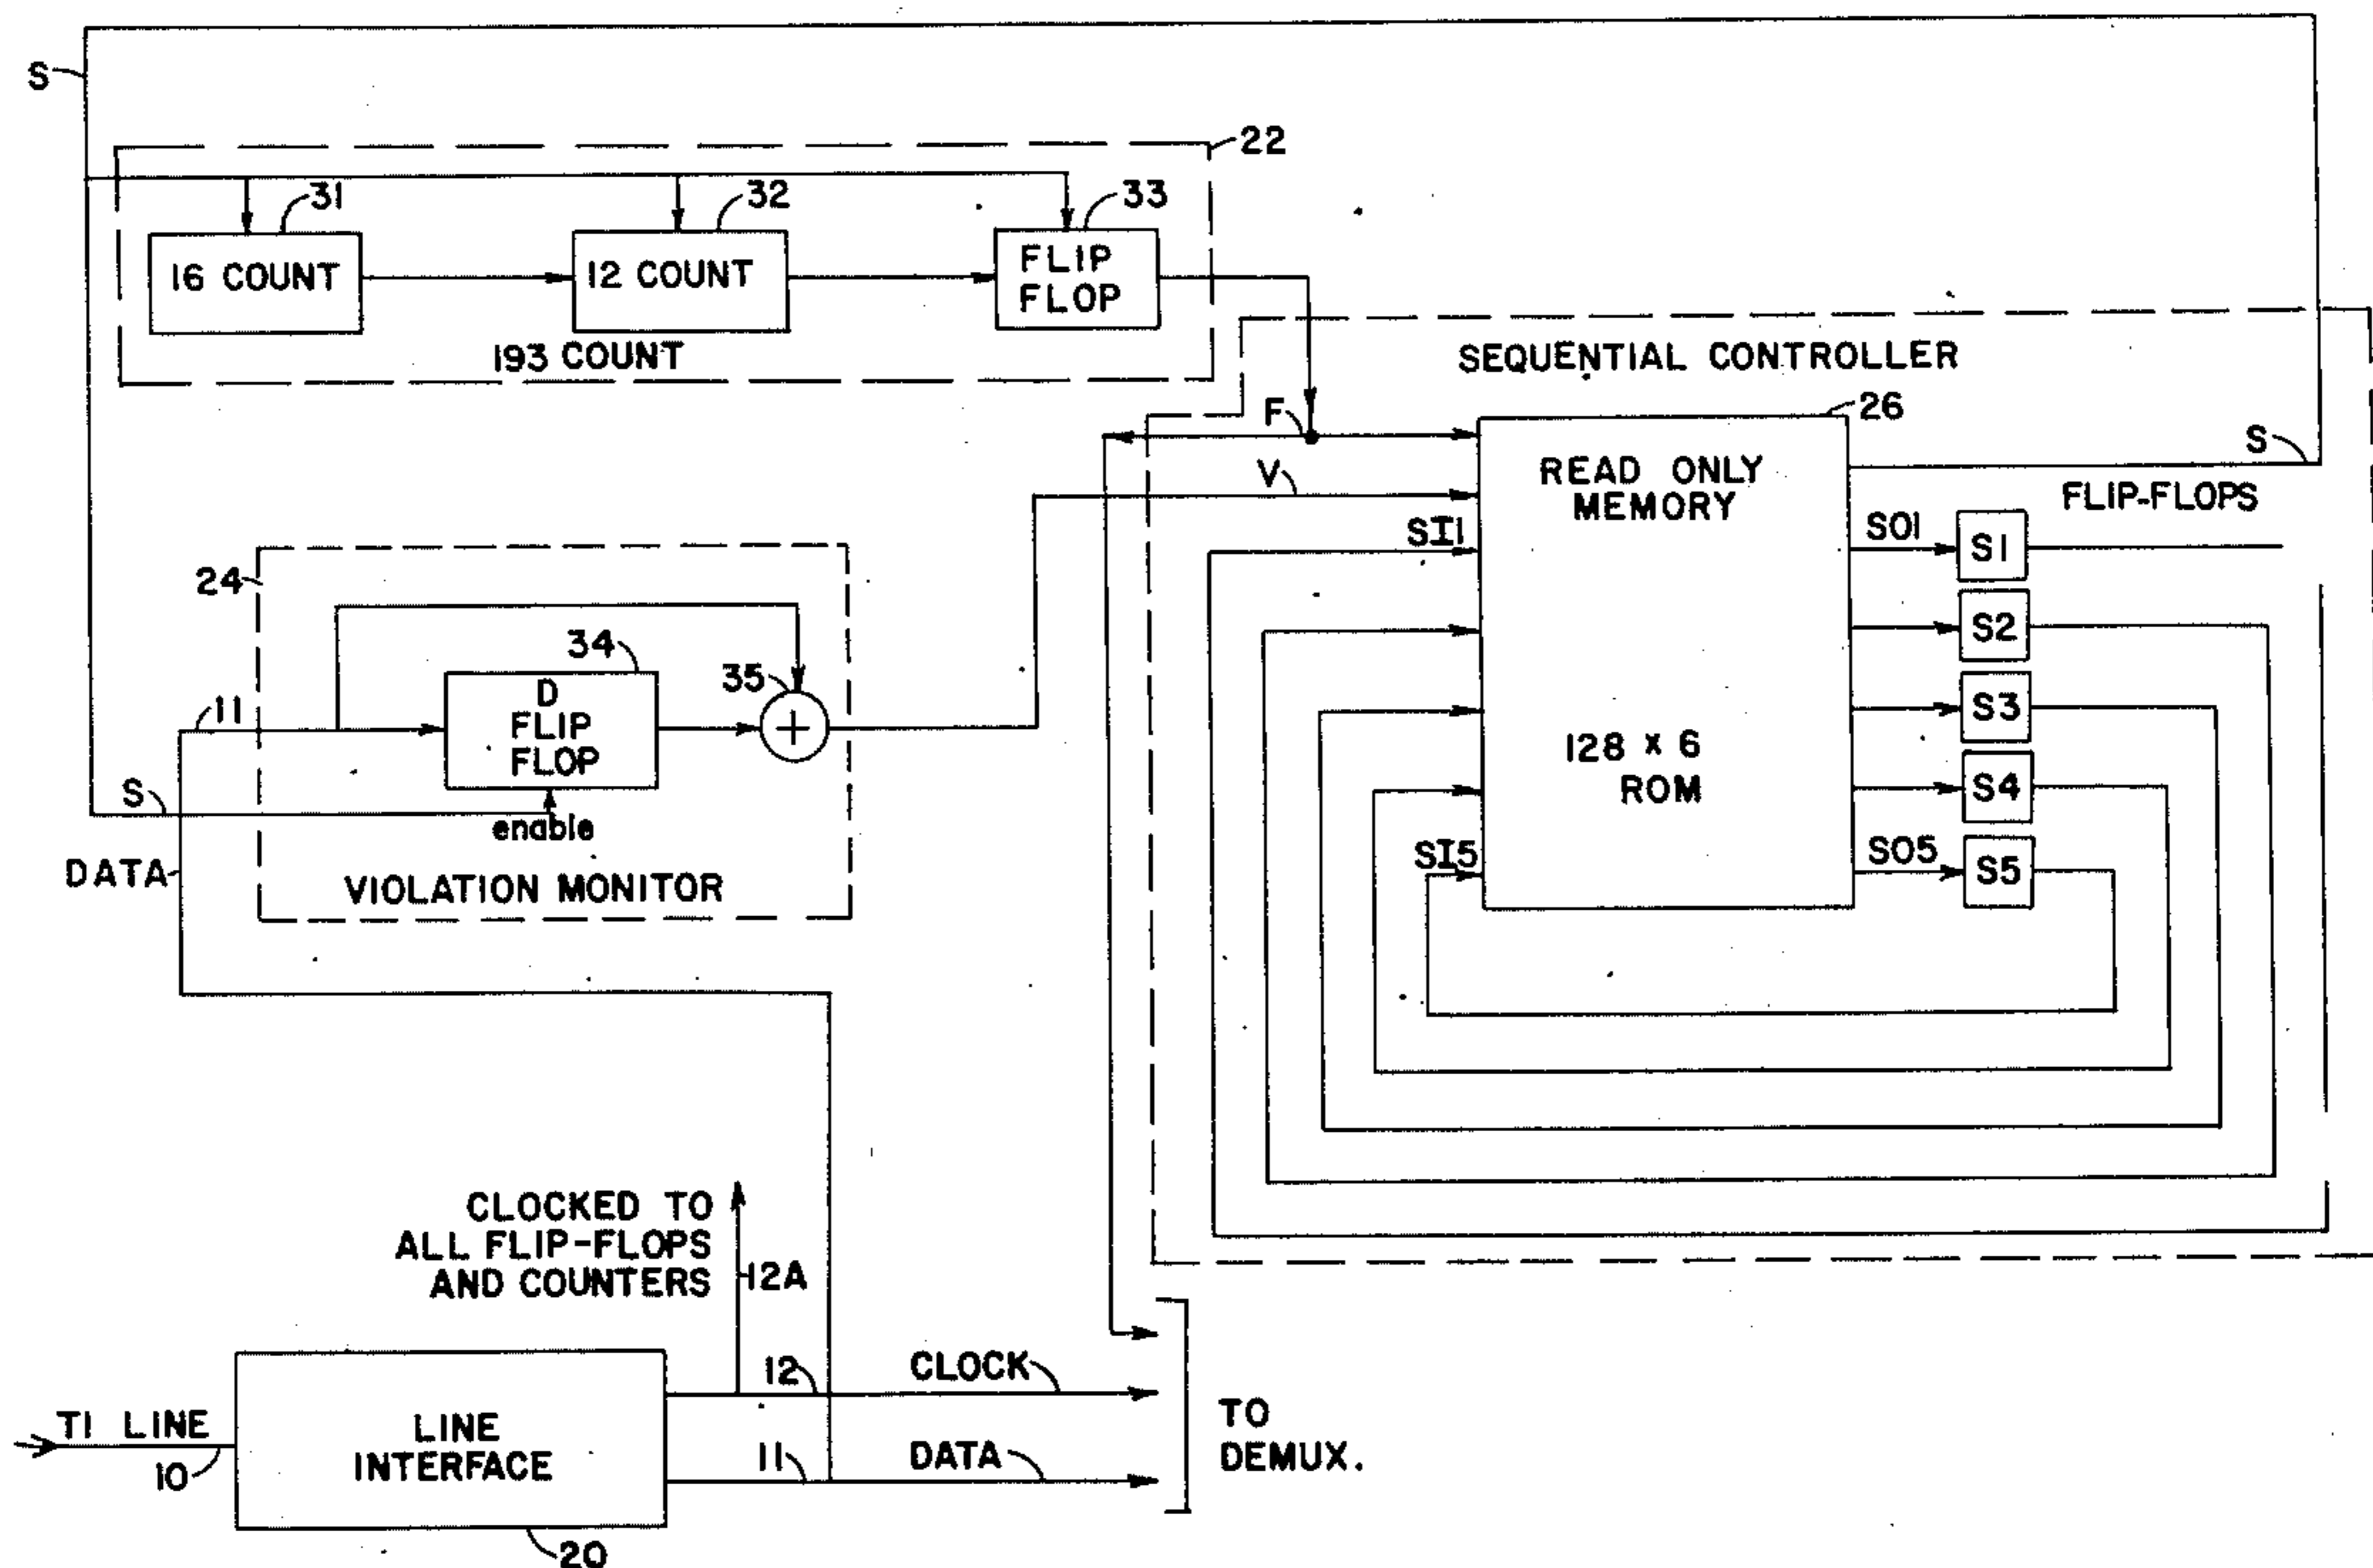 S
22
31
32
33
16 COUNT
12 COUNT
FLIP
FLOP
193 COUNT
SEQUENTIAL CONTROLLER
26
F
S
READ ONLY
MEMORY
V
FLIP-FLOPS
SI1
SO1
S1
24
34
S2
35
D
FLIP
FLOP
11
S3
128 x 6
ROM
S4
S
enable
SI5
SO5
S5
DATA
VIOLATION MONITOR
CLOCKED TO
ALL FLIP-FLOPS
AND COUNTERS
12A
12
CLOCK
T1 LINE
10
LINE
INTERFACE
11
DATA
TO
DEMUX.
20